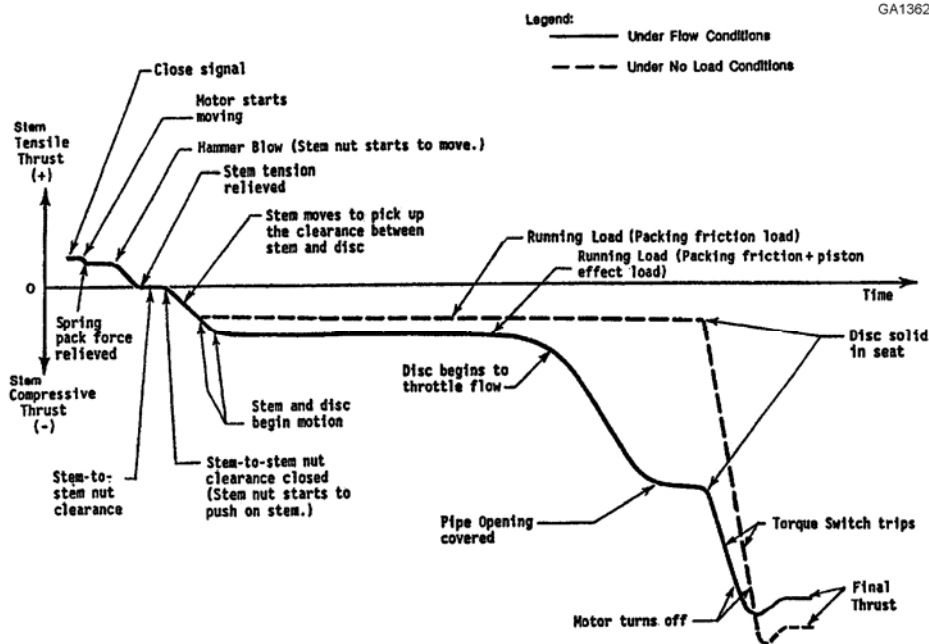 GA1362
Legend:
Under Flow Conditions
Under No Load Conditions
Close signal
Motor starts
moving
Stem
Tensile
Thrust
(+)
Hammer Blow (Stem nut starts to move.)
Stem tension
relieved
Stem moves to pick up
the clearance between
stem and disc
Running Load (Packing friction load)
Running Load (Packing friction + piston
effect load)
0
Time
Spring
pack force
relieved
Disc solid
in seat
Disc begins to
throttle flow
Stem
Compressive
Thrust
(-)
Stem and disc
begin motion
Stem-to-
stem nut
clearance
Stem-to-stem nut
clearance closed
(Stem nut starts to
push on stem.)
Pipe Opening
covered
Torque Switch trips
Final
Thrust
Motor turns off